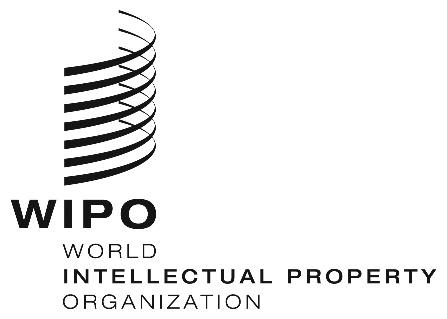 WIPO
WORLD
INTELLECTUAL PROPERTY
ORGANIZATION